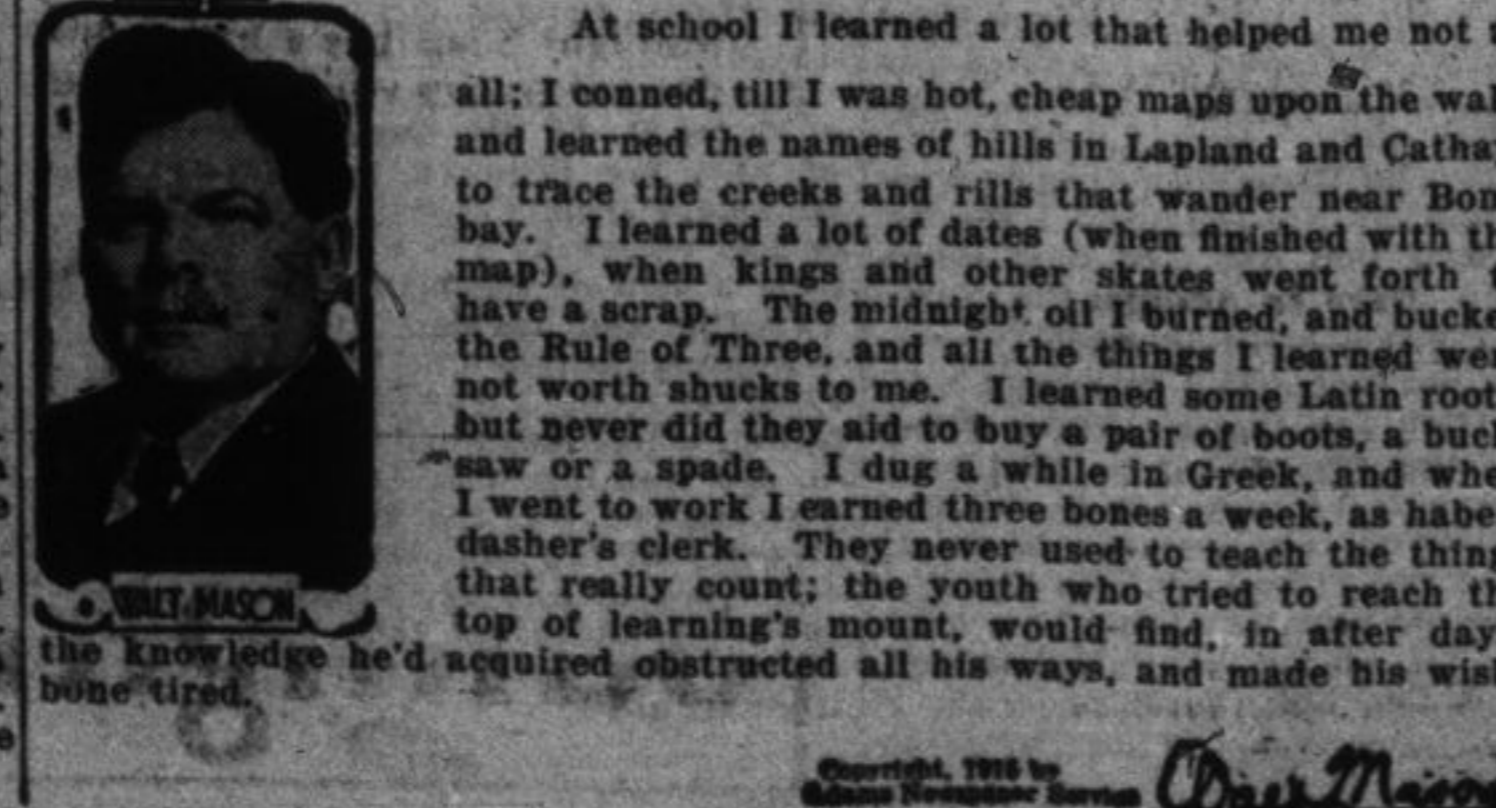 At school I learned a lot that helped me not
all; I conned, till I was hot, cheap maps upon the wal
and learned the names of hills in Lapland and Catha
to trace the creeks and rills that wander near Bom
bay. I learned a lot of dates (when finished with th
map), when kings and other skates went forth t
have a scrap. The midnight oil I burned, and bucke
the Rule of Three, and all the things I learned wer
not worth shucks to me. I learned some Latin root
but never did they aid to buy a pair of boots, a buck
saw or a spade. I dug a while in Greek, and whe
I went to work I earned three bones a week, as habe
dasher's clerk. They never used to teach the thing
that really count; the youth who tried to reach th
top of learning's mount, would find, in after day
the knowledge he'd acquired obstructed all his ways, and made his wish
bone tired.
WALT MASON
Copyright, 1916 by
Adams Newspaper Service
Walt Mason